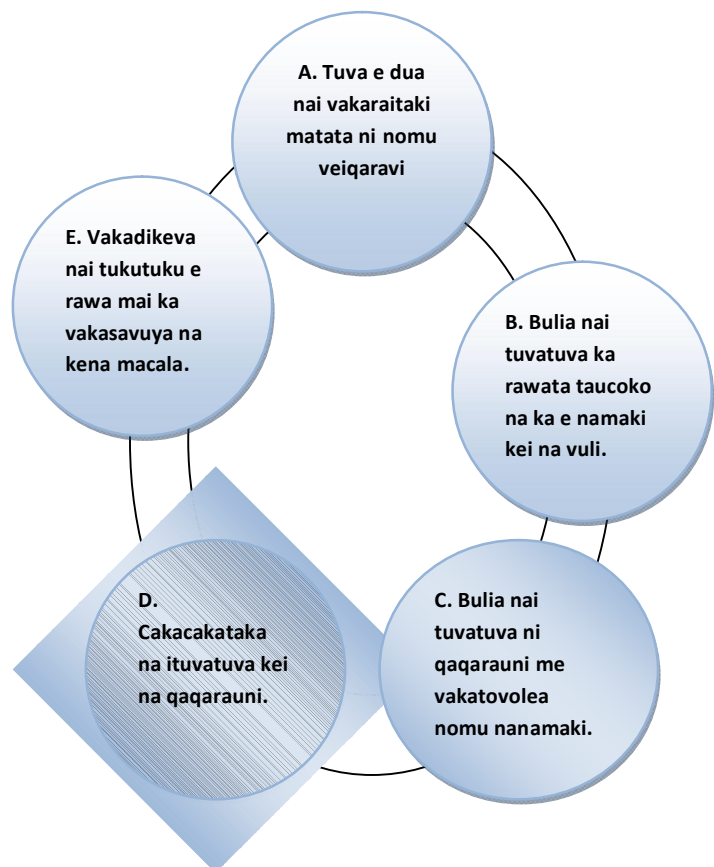 A. Tuva e dua
nai vakaraitaki
matata ni nomu
veiqaravi
B. Bulia nai
tuvatuva ka
rawata taucoko
na ka e namaki
kei na vuli.
C. Bulia nai
tuvatuva ni
qaqarauni me
vakatovolea
nomu nanamaki.
D.
Cakacakataka
na ituvatuva kei
na qaqarauni.
E. Vakadikeva
nai tukutuku e
rawa mai ka
vakasavuya na
kena macala.